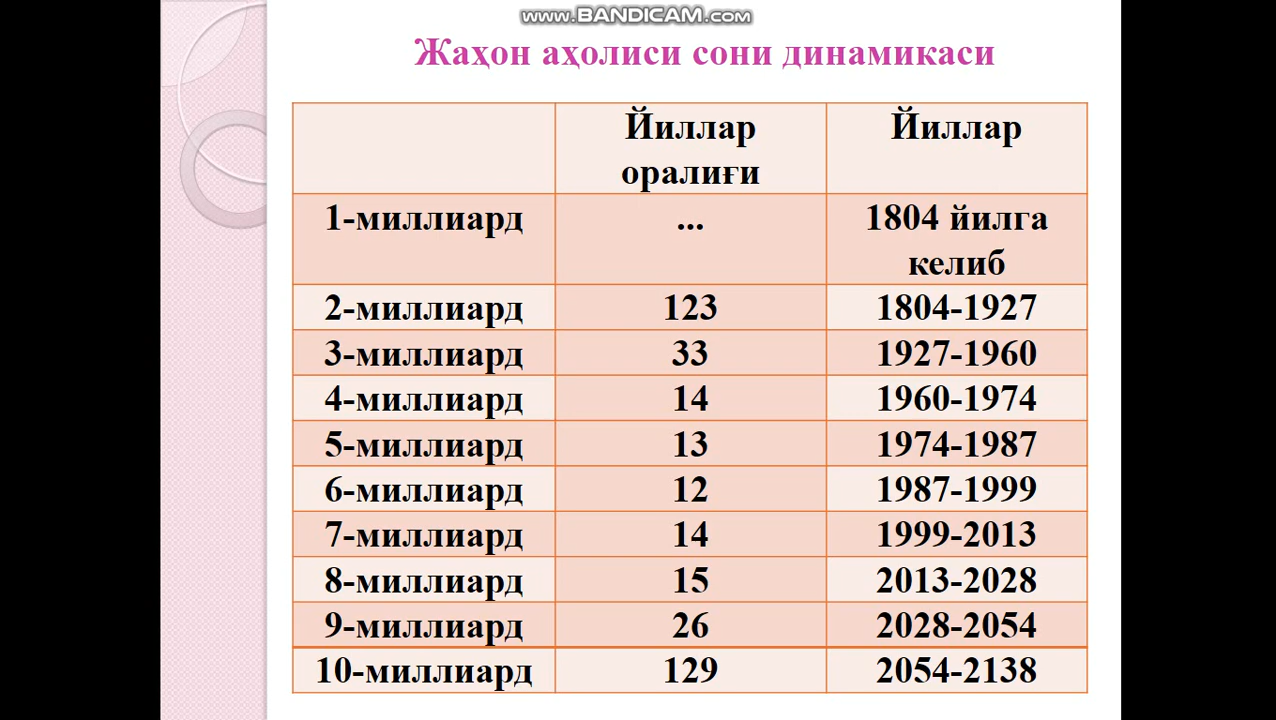 www.BANDICAM.com
Жаҳон аҳолиси сони динамикаси
Йиллар оралиғи Йиллар
1-миллиард ... 1804 йилга келиб
2-миллиард 123 1804-1927
3-миллиард 33 1927-1960
4-миллиард 14 1960-1974
5-миллиард 13 1974-1987
6-миллиард 12 1987-1999
7-миллиард 14 1999-2013
8-миллиард 15 2013-2028
9-миллиард 26 2028-2054
10-миллиард 129 2054-2138